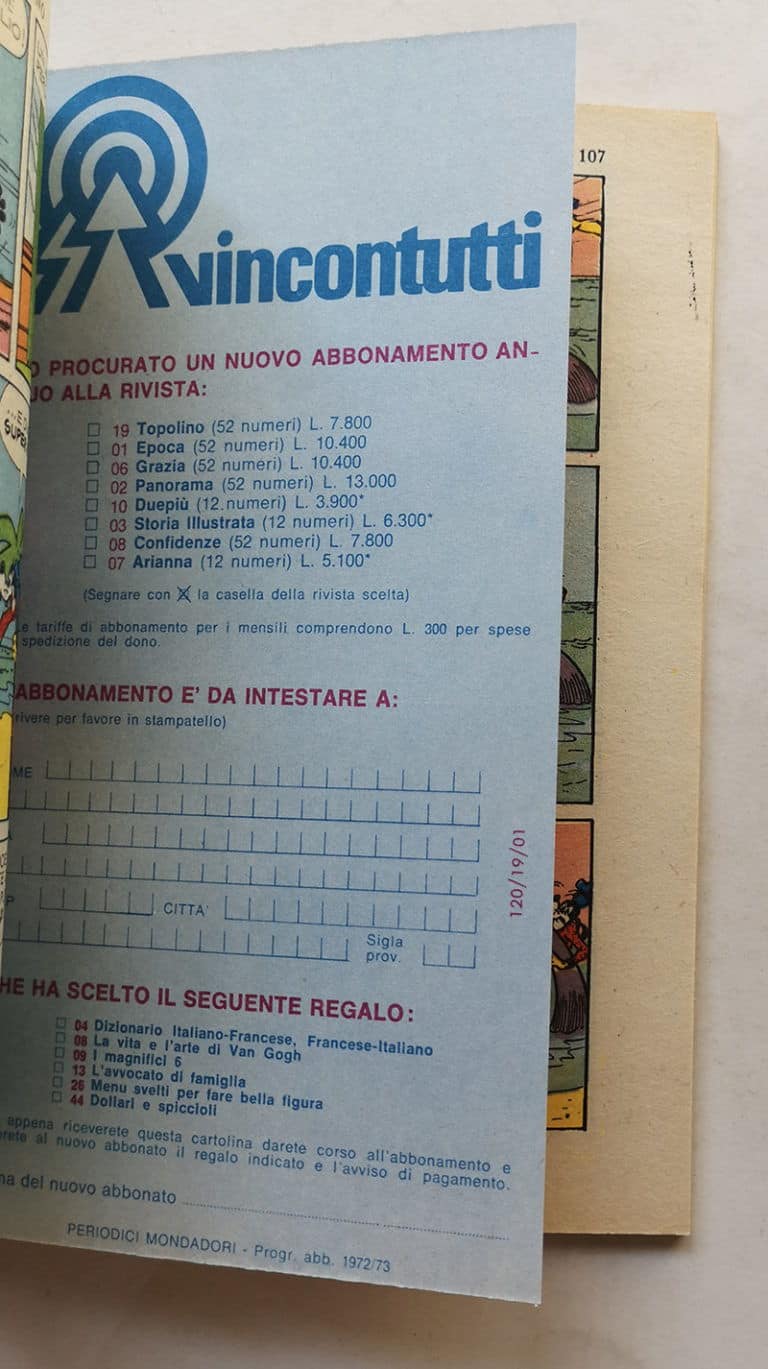 107
vincontutti
PROCURATO UN NUOVO ABBONAMENTO AN-
ALLA RIVISTA:
19 Topolino (52 numeri) L. 7.800
01 Epoca (52 numeri) L. 10.400
06 Grazia (52 numeri) L. 10.400
02 Panorama (52 numeri) L. 13.000
10 Duepiù (12.numeri) L. 3.900*
03 Storia Illustrata (12 numeri) L. 6.300*
08 Confidenze (52 numeri) L. 7.800
07 Arianna (12 numeri) L. 5.100*
(Segnare con X la casella della rivista scelta)
e tariffe di abbonamento per i mensili comprendono L. 300 per spese
spedizione del dono.
ABBONAMENTO E' DA INTESTARE A:
rivere per favore in stampatello)
ME
P CITTA'
Sigla
prov.
120/19/01
HE HA SCELTO IL SEGUENTE REGALO:
04 Dizionario Italiano-Francese, Francese-Italiano
08 La vita e l'arte di Van Gogh
09 I magnifici 6
13 L'avvocato di famiglia
26 Menu svelti per fare bella figura
44 Dollari e spiccioli
appena riceverete questa cartolina darete corso all'abbonamento e
rete al nuovo abbonato il regalo indicato e l'avviso di pagamento.
na del nuovo abbonato
PERIODICI MONDADORI - Progr. abb. 1972/73
SUPER